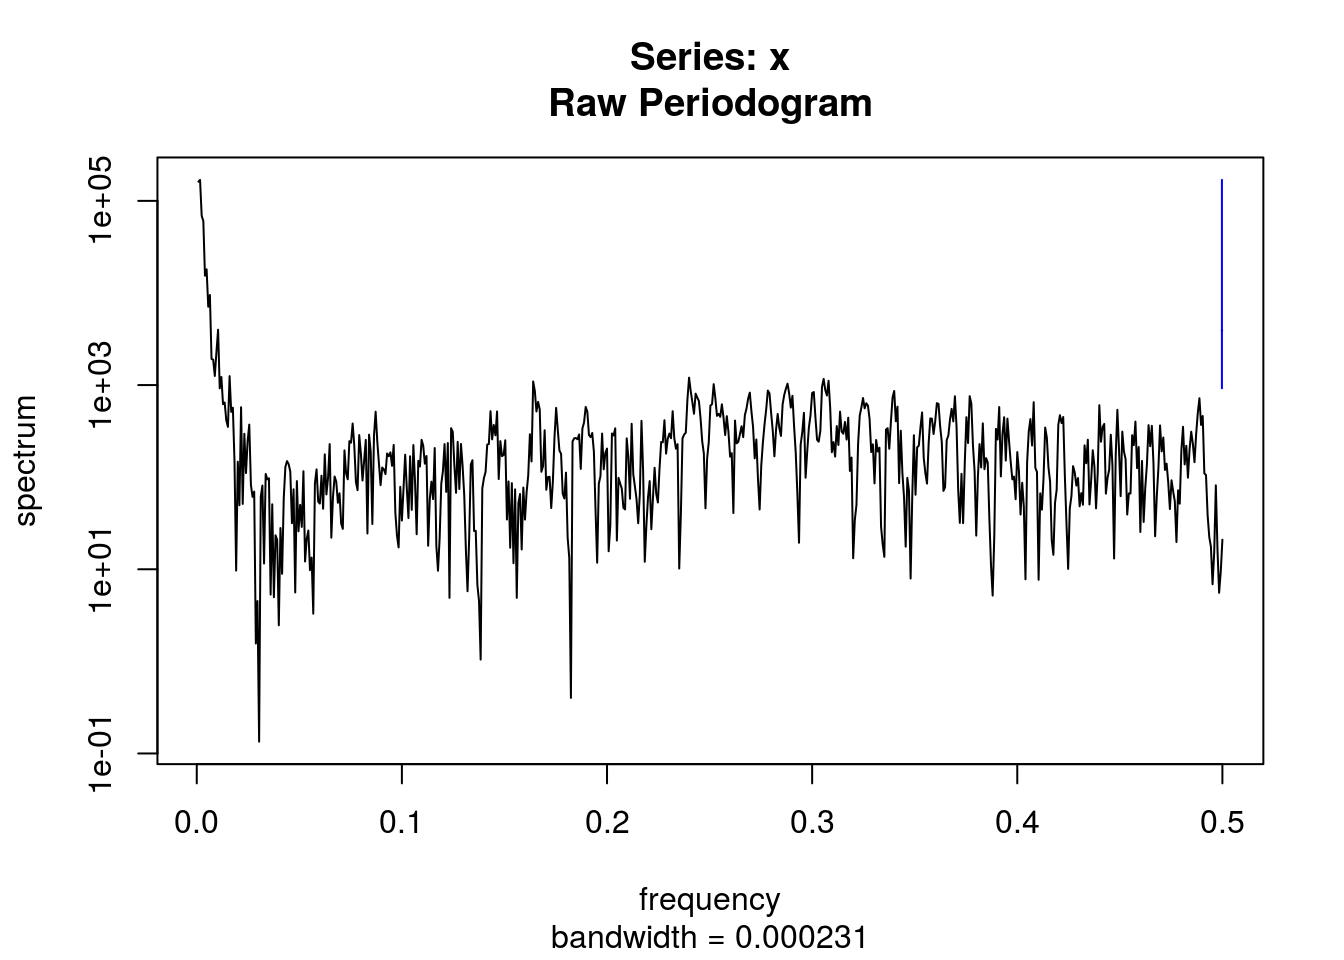 Series: x
Raw Periodogram
spectrum
1e+05
1e+03
1e+01
1e-01
0.0 0.1 0.2 0.3 0.4 0.5
frequency
bandwidth = 0.000231